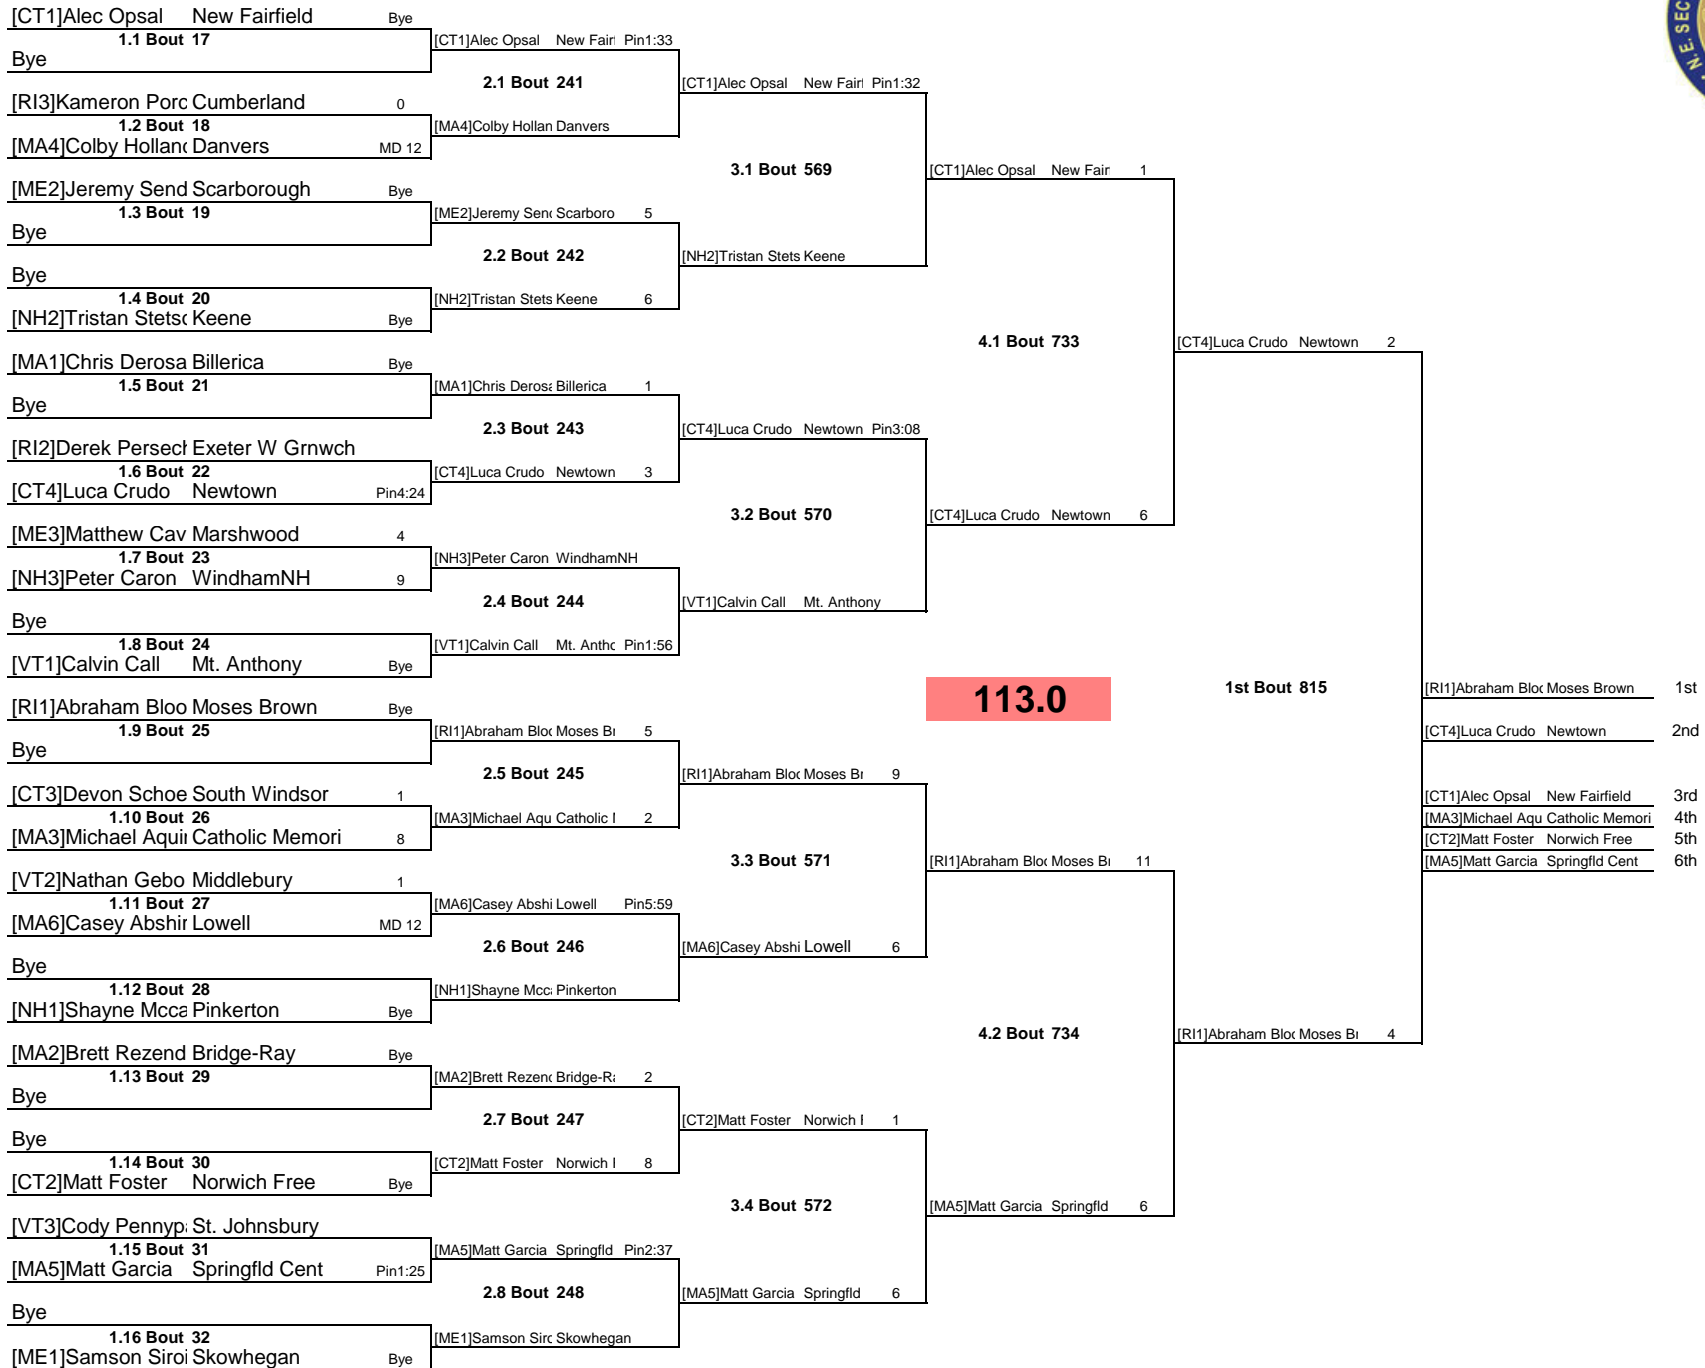 [CT1]Alec Opsal New Fairfield Bye
1.1 Bout 17
Bye
[RI3]Kameron Porc Cumberland 0
1.2 Bout 18
[MA4]Colby Holland Danvers MD 12
[ME2]Jeremy Send Scarborough Bye
1.3 Bout 19
Bye
Bye
1.4 Bout 20
[NH2]Tristan Stetsc Keene Bye
[MA1]Chris Derosa Billerica Bye
1.5 Bout 21
Bye
[RI2]Derek Persech Exeter W Grnwch
1.6 Bout 22
[CT4]Luca Crudo Newtown Pin4:24
[ME3]Matthew Cav Marshwood 4
1.7 Bout 23
[NH3]Peter Caron WindhamNH 9
Bye
1.8 Bout 24
[VT1]Calvin Call Mt. Anthony Bye
[RI1]Abraham Bloo Moses Brown Bye
1.9 Bout 25
Bye
[CT3]Devon Schoe South Windsor 1
1.10 Bout 26
[MA3]Michael Aquin Catholic Memori 8
[VT2]Nathan Gebo Middlebury 1
1.11 Bout 27
[MA6]Casey Abshir Lowell MD 12
Bye
1.12 Bout 28
[NH1]Shayne Mcca Pinkerton Bye
[MA2]Brett Rezend Bridge-Ray Bye
1.13 Bout 29
Bye
Bye
1.14 Bout 30
[CT2]Matt Foster Norwich Free Bye
[VT3]Cody Pennypa St. Johnsbury
1.15 Bout 31
[MA5]Matt Garcia Springfld Cent Pin1:25
Bye
1.16 Bout 32
[ME1]Samson Siroi Skowhegan Bye
[CT1]Alec Opsal New Fairf Pin1:33
2.1 Bout 241
[MA4]Colby Hollan Danvers
[ME2]Jeremy Send Scarboro 5
2.2 Bout 242
[NH2]Tristan Stets Keene 6
[MA1]Chris Derosa Billerica 1
2.3 Bout 243
[CT4]Luca Crudo Newtown 3
[NH3]Peter Caron WindhamNH
2.4 Bout 244
[VT1]Calvin Call Mt. Antho Pin1:56
[RI1]Abraham Bloo Moses Br 5
2.5 Bout 245
[MA3]Michael Aqu Catholic 2
[MA6]Casey Abshi Lowell Pin5:59
2.6 Bout 246
[NH1]Shayne Mcca Pinkerton
[MA2]Brett Rezend Bridge-Ra 2
2.7 Bout 247
[CT2]Matt Foster Norwich 8
[MA5]Matt Garcia Springfld Pin2:37
2.8 Bout 248
[ME1]Samson Siro Skowhegan
[CT1]Alec Opsal New Fairf Pin1:32
3.1 Bout 569
[NH2]Tristan Stets Keene
[CT4]Luca Crudo Newtown Pin3:08
3.2 Bout 570
[VT1]Calvin Call Mt. Anthony
[RI1]Abraham Bloo Moses Br 9
3.3 Bout 571
[MA6]Casey Abshi Lowell 6
[CT2]Matt Foster Norwich 1
3.4 Bout 572
[MA5]Matt Garcia Springfld 6
[CT1]Alec Opsal New Fair 1
4.1 Bout 733
[CT4]Luca Crudo Newtown 6
113.0
[RI1]Abraham Bloo Moses Br 11
4.2 Bout 734
[MA5]Matt Garcia Springfld 6
[CT4]Luca Crudo Newtown 2
1st Bout 815
[RI1]Abraham Bloo Moses Br 4
[RI1]Abraham Bloo Moses Brown 1st
[CT4]Luca Crudo Newtown 2nd
[CT1]Alec Opsal New Fairfield 3rd
[MA3]Michael Aqu Catholic Memori 4th
[CT2]Matt Foster Norwich Free 5th
[MA5]Matt Garcia Springfld Cent 6th
N.E. SEC